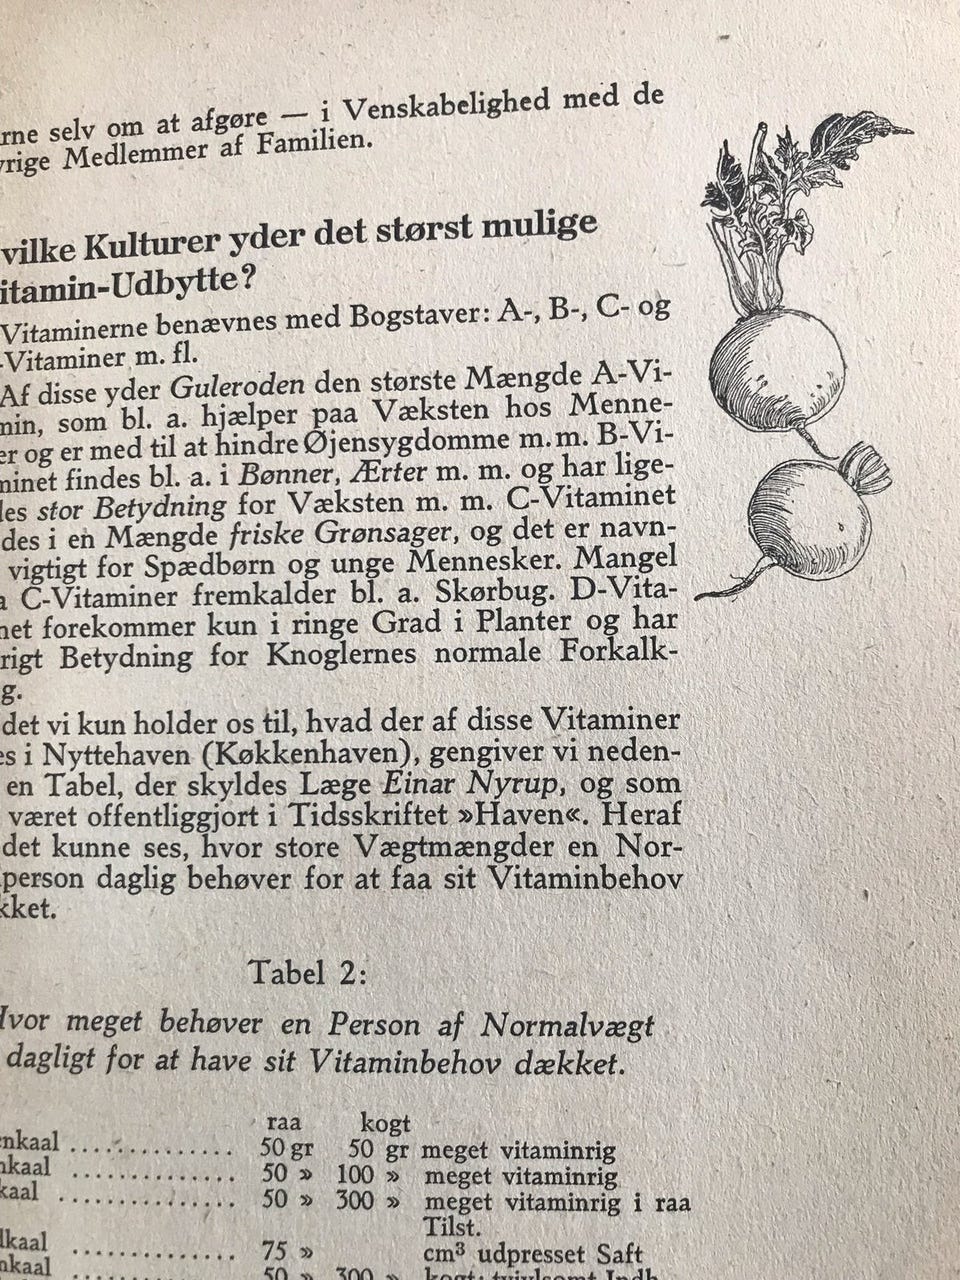 rne selv om at afgøre — i Venskabelighed med de
rige Medlemmer af Familien.
vilke Kulturer yder det størst mulige
itamin-Udbytte?
Vitaminerne benævnes med Bogstaver: A-, B-, C- og
-Vitaminer m. fl.
Af disse yder Guleroden den største Mængde A-Vi-
min, som bl. a. hjælper paa Væksten hos Menne-
er og er med til at hindre Øjensygdomme m. m. B-Vi-
minet findes bl. a. i Bønner, Ærter m. m. og har lige-
des stor Betydning for Væksten m. m. C-Vitaminet
des i en Mængde friske Grønsager, og det er navn-
vigtigt for Spædbørn og unge Mennesker. Mangel
a C-Vitaminer fremkalder bl. a. Skørbug. D-Vita-
net forekommer kun i ringe Grad i Planter og har
rigt Betydning for Knoglernes normale Forkalk-
g.
det vi kun holder os til, hvad der af disse Vitaminer
es i Nyttehaven (Køkkenhaven), gengiver vi neden-
en Tabel, der skyldes Læge Einar Nyrup, og som
været offentliggjort i Tidsskriftet »Haven«. Heraf
det kunne ses, hvor store Vægtmængder en Nor-
person daglig behøver for at faa sit Vitaminbehov
kket.
Tabel 2:
Hvor meget behøver en Person af Normalvægt
dagligt for at have sit Vitaminbehov dækket.
raa kogt
nkaal .............. 50 gr 50 gr meget vitaminrig
nkaal .............. 50 » 100 » meget vitaminrig
kaal .............. 50 » 300 » meget vitaminrig i raa
Tilst.
lkaal .............. 75 » cm³ udpresset Saft
nkaal .............. 50 » 300 » kogt: tvivlsomt Indh.